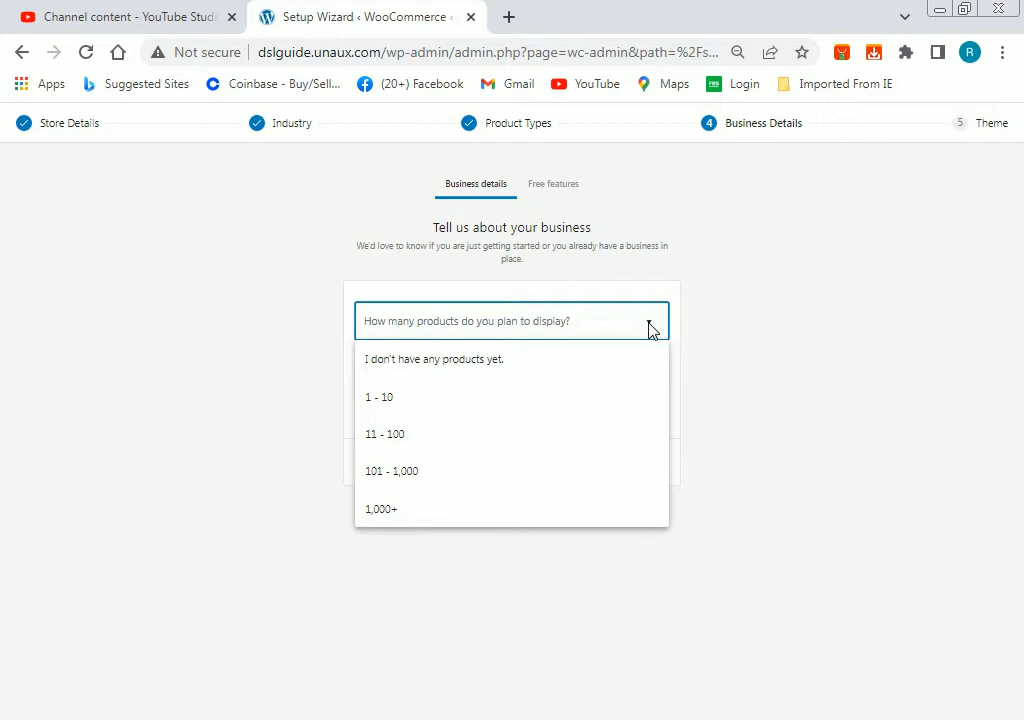 Channel content - YouTube Studi
Setup Wizard ‹ WooCommerce ‹
Not secure
dslguide.unaux.com/wp-admin/admin.php?page=wc-admin&path=%2Fs...
R
Apps
Suggested Sites
Coinbase - Buy/Sell...
(20+) Facebook
Gmail
YouTube
Maps
Login
Imported From IE
Store Details
Industry
Product Types
4 Business Details
5 Theme
Business details
Free features
Tell us about your business
We'd love to know if you are just getting started or you already have a business in
place.
How many products do you plan to display?
I don't have any products yet.
1 - 10
11 - 100
101 - 1,000
1,000+